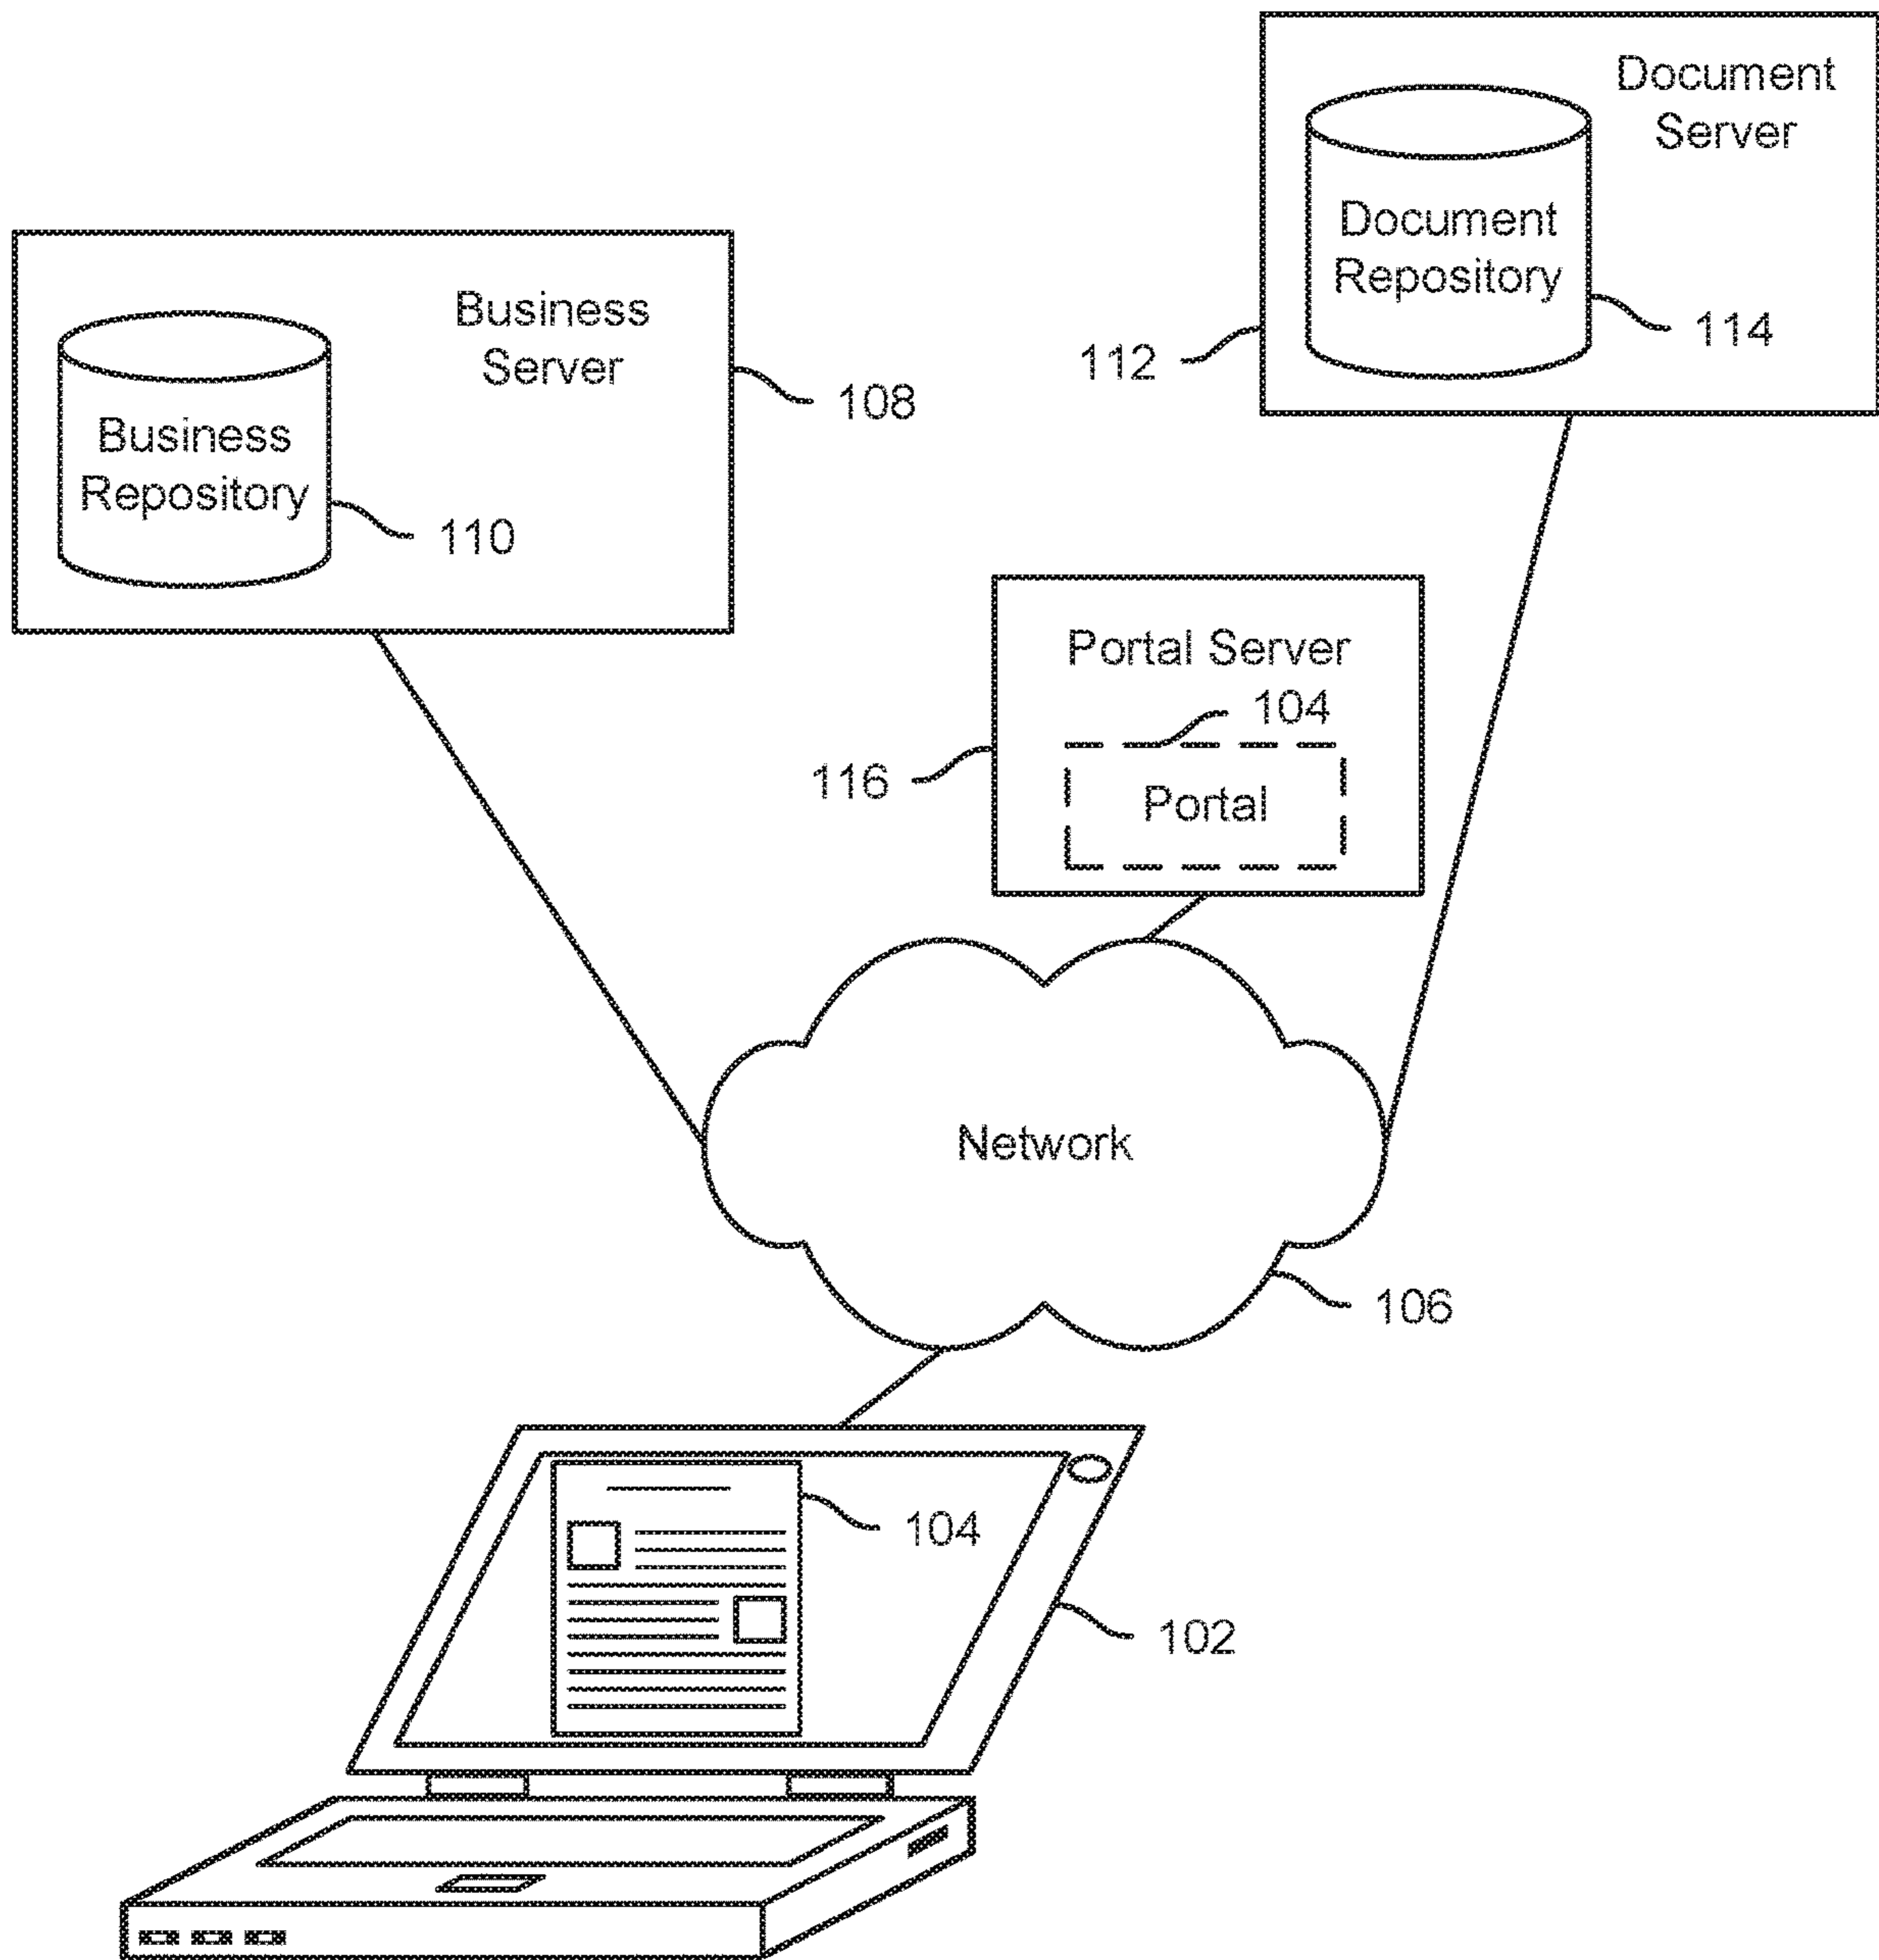 Document
Server
Document
Repository
114
112
Business
Server
108
Business
Repository
110
Portal Server
104
116
Portal
Network
106
104
102